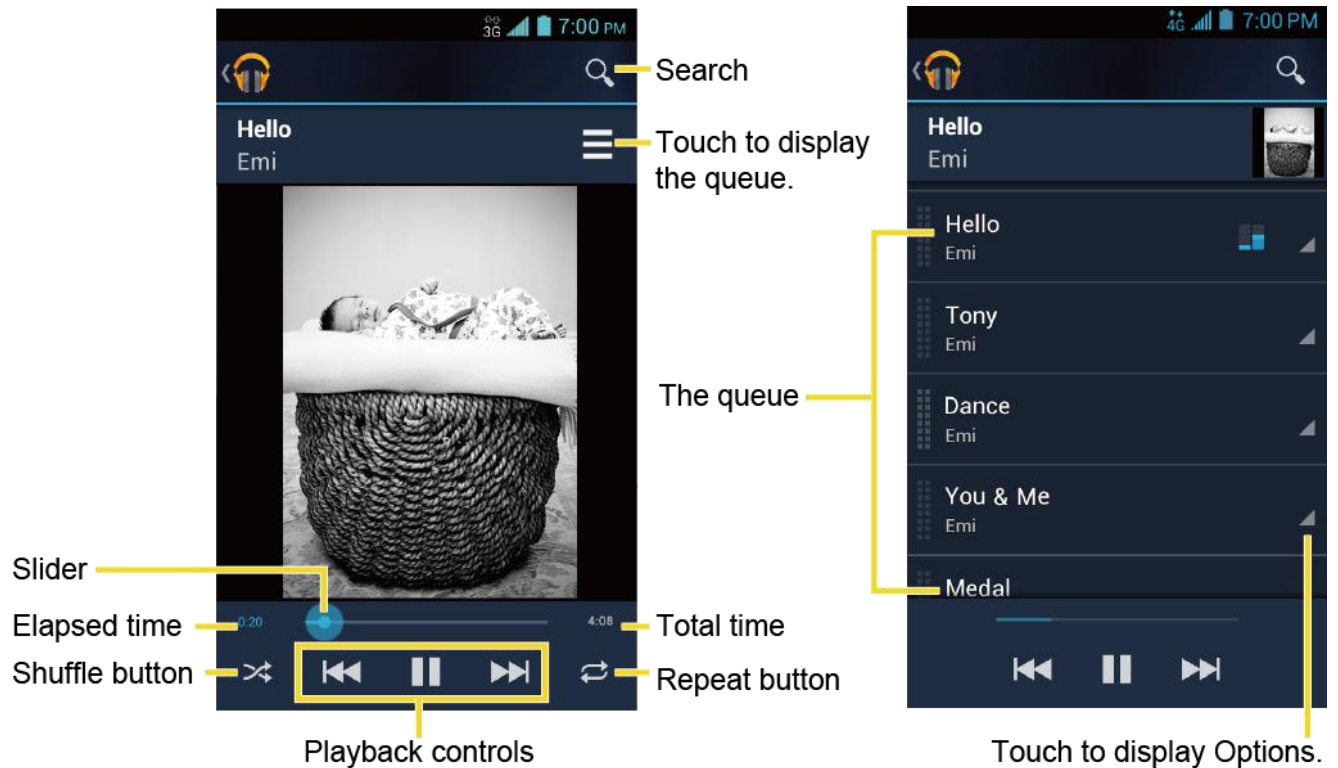 3G 7:00 PM
Search
Hello
Emi
Touch to display
the queue.
Slider
Elapsed time
0:20
4:08
Total time
Shuffle button
Repeat button
Playback controls
4G 7:00 PM
Hello
Emi
The queue
Hello
Emi
Tony
Emi
Dance
Emi
You & Me
Emi
Medal
Touch to display Options.